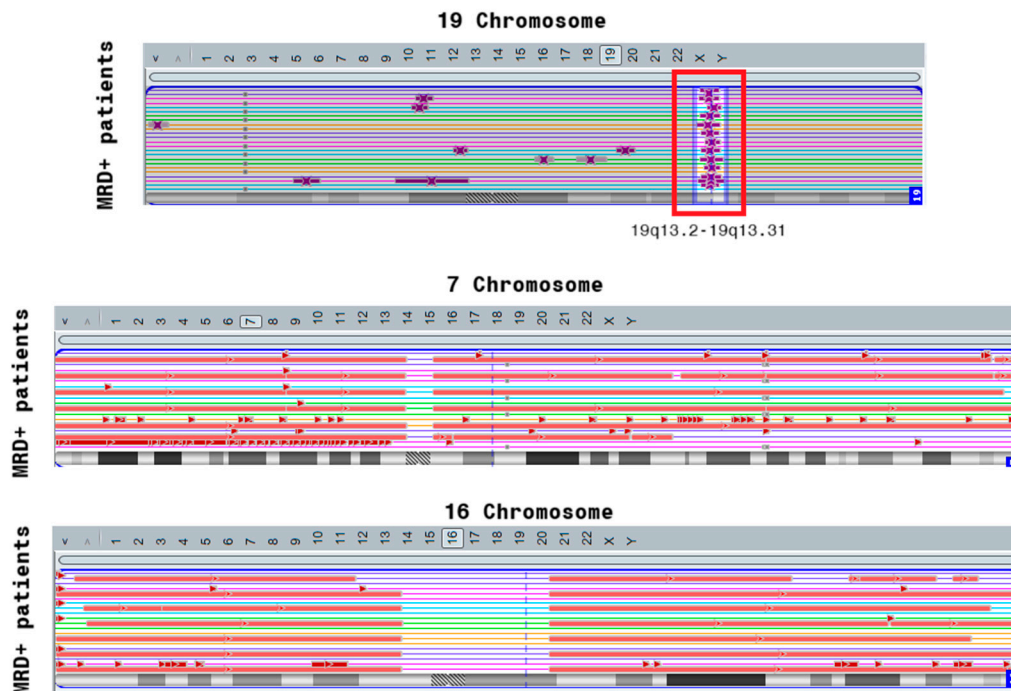 19 Chromosome
MRD+ patients
< < 1 2 3 5 6 7 8 9 10 11 12 13 14 15 16 17 18 19 20 21 22 X Y
19
19q13.2-19q13.31
7 Chromosome
MRD+ patients
< < 1 2 3 4 5 6 7 8 9 10 11 12 13 14 15 16 17 18 19 20 21 22 X Y
16 Chromosome
MRD+ patients
< < 1 2 3 4 5 6 7 8 9 10 11 12 13 14 15 16 17 18 19 20 21 22 X Y